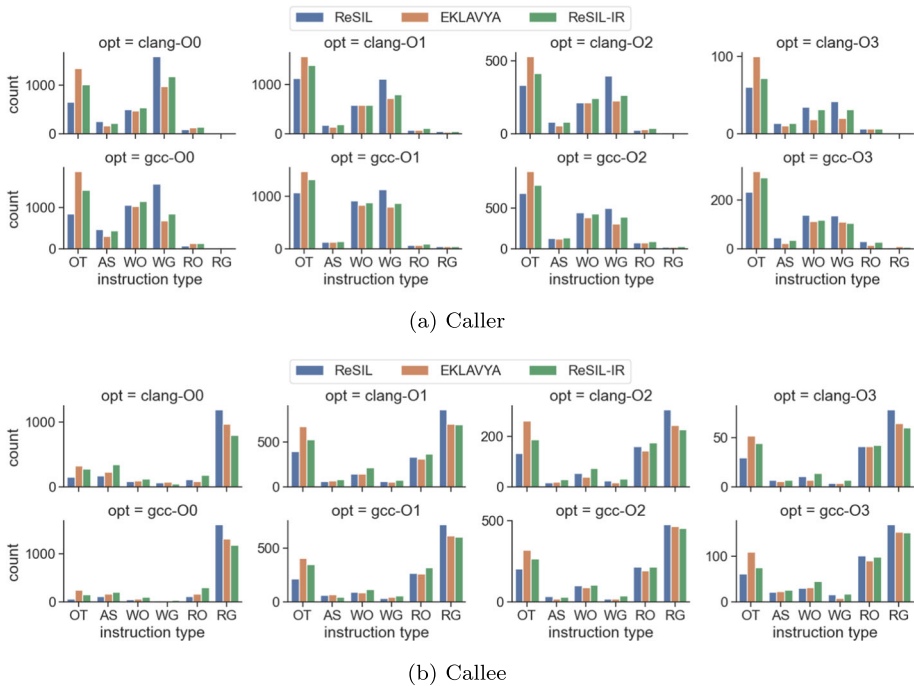 ReSIL EKLAVYA ReSIL-IR
opt = clang-O0 opt = clang-O1 opt = clang-O2 opt = clang-O3
count
1000
0
1000
0
500
0
100
50
0
opt = gcc-O0 opt = gcc-O1 opt = gcc-O2 opt = gcc-O3
count
1000
0
1000
0
500
0
200
0
OT AS WO WG RO RG OT AS WO WG RO RG OT AS WO WG RO RG OT AS WO WG RO RG
instruction type instruction type instruction type instruction type
(a) Caller
ReSIL EKLAVYA ReSIL-IR
opt = clang-O0 opt = clang-O1 opt = clang-O2 opt = clang-O3
count
1000
0
500
0
200
0
50
0
opt = gcc-O0 opt = gcc-O1 opt = gcc-O2 opt = gcc-O3
count
1000
0
500
0
500
0
100
0
OT AS WO WG RO RG OT AS WO WG RO RG OT AS WO WG RO RG OT AS WO WG RO RG
instruction type instruction type instruction type instruction type
(b) Callee